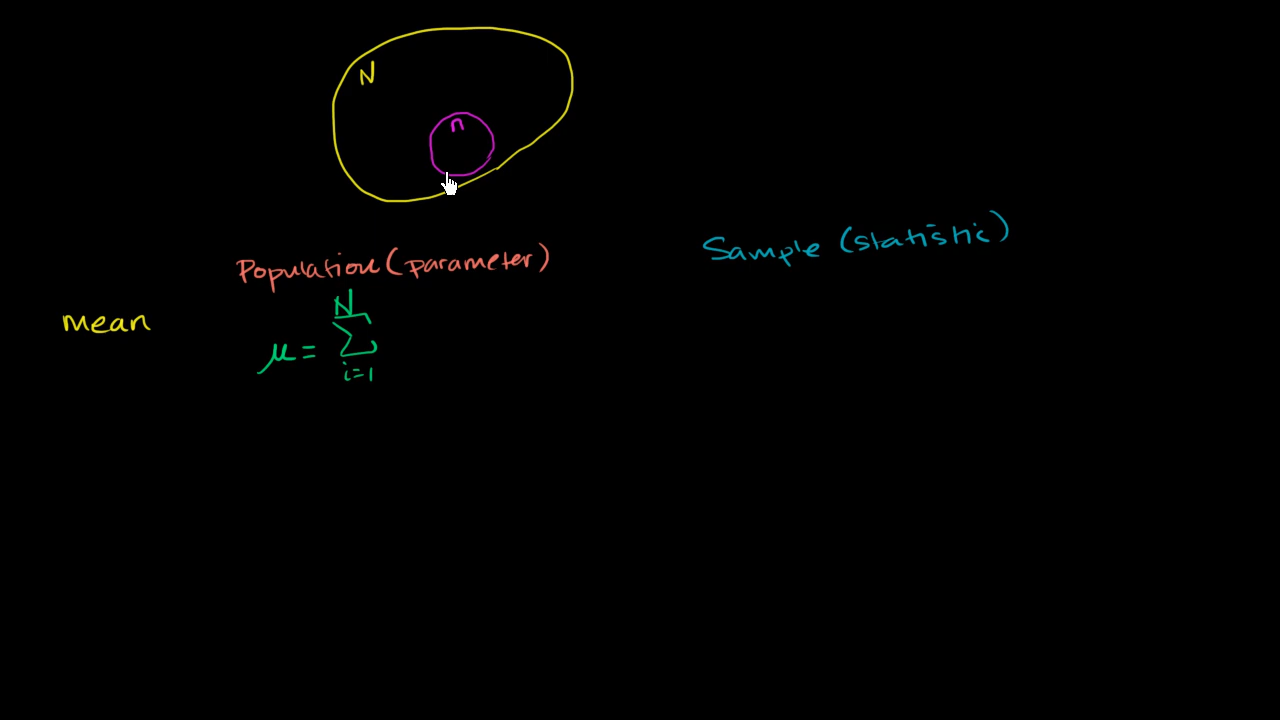 N
n
Population (parameter)
Sample (statistic)
mean
μ = N Σ i=1